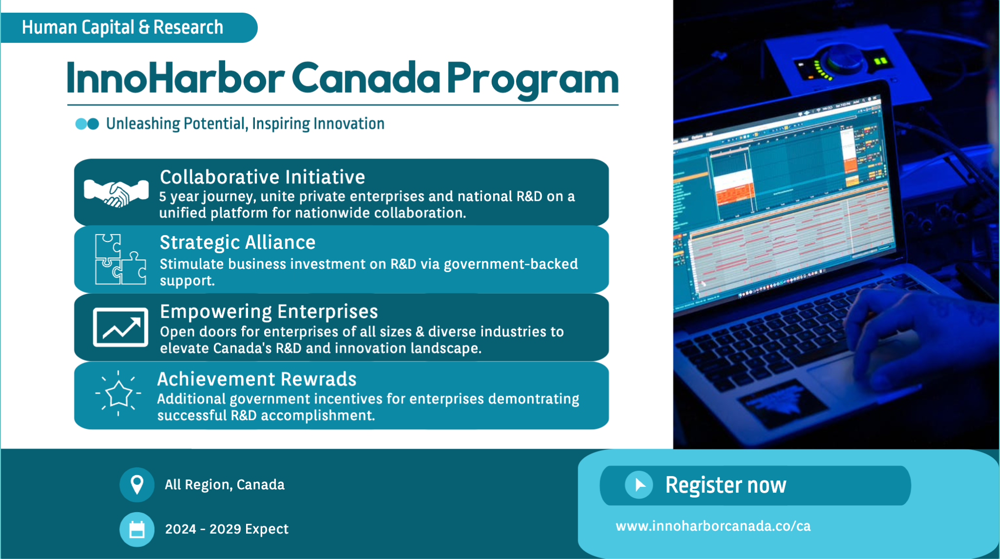 Human Capital & Research
InnoHarbor Canada Program
Unleashing Potential, Inspiring Innovation
Collaborative Initiative
5 year journey, unite private enterprises and national R&D on a
unified platform for nationwide collaboration.
Strategic Alliance
Stimulate business investment on R&D via government-backed
support.
Empowering Enterprises
Open doors for enterprises of all sizes & diverse industries to
elevate Canada's R&D and innovation landscape.
Achievement Rewrads
Additional government incentives for enterprises demontrating
successful R&D accomplishment.
All Region, Canada
2024 - 2029 Expect
Register now
www.innoharborcanada.co/ca